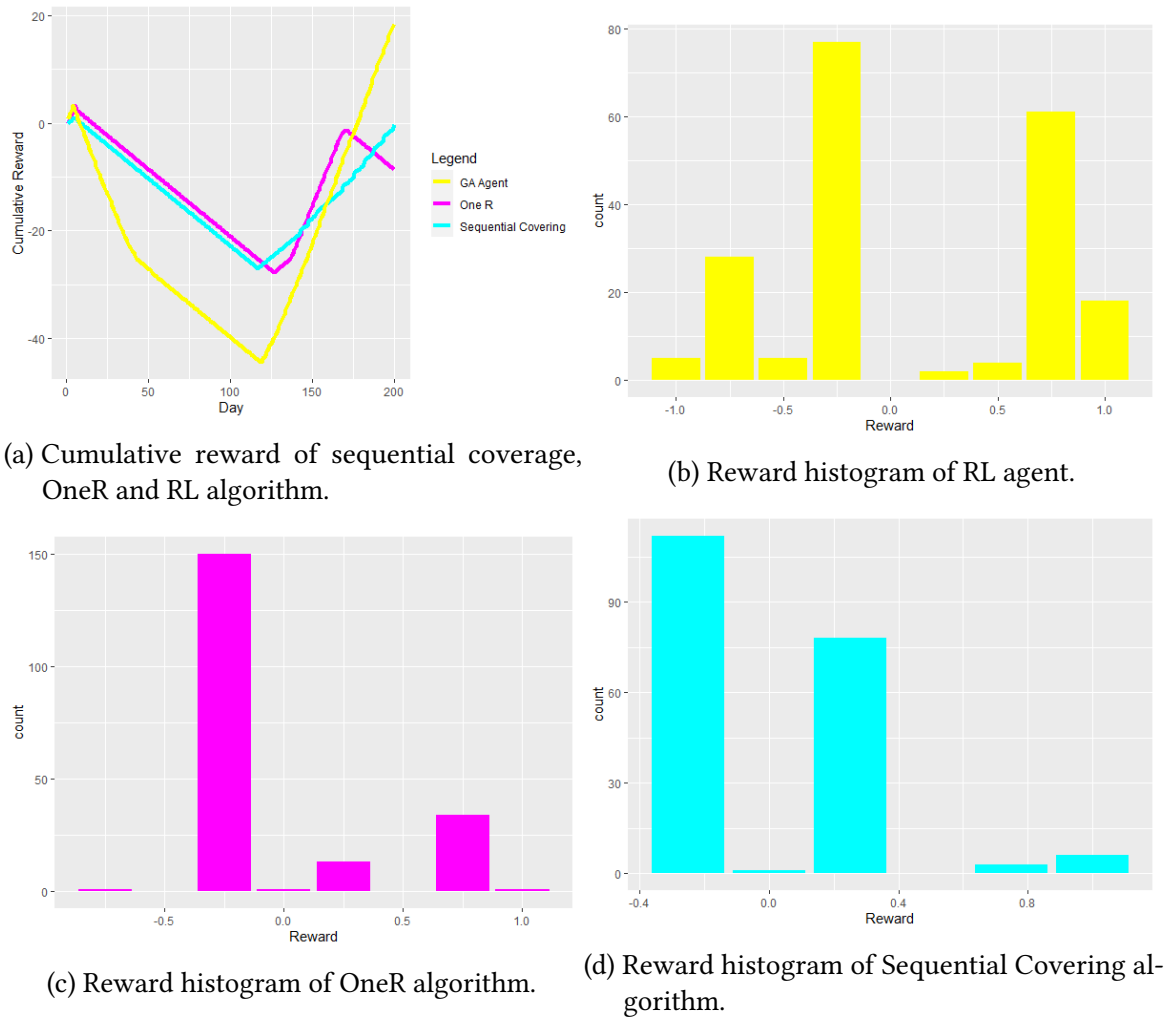 20
0
-20
-40
Cumulative Reward
0
50
100
150
200
Day
Legend
GA Agent
One R
Sequential Covering
(a) Cumulative reward of sequential coverage,
OneR and RL algorithm.
80
60
40
20
0
count
-1.0
-0.5
0.0
0.5
1.0
Reward
(b) Reward histogram of RL agent.
150
100
50
0
count
-0.5
0.0
0.5
1.0
Reward
(c) Reward histogram of OneR algorithm.
90
60
30
0
count
-0.4
0.0
0.4
0.8
Reward
(d) Reward histogram of Sequential Covering al-
gorithm.